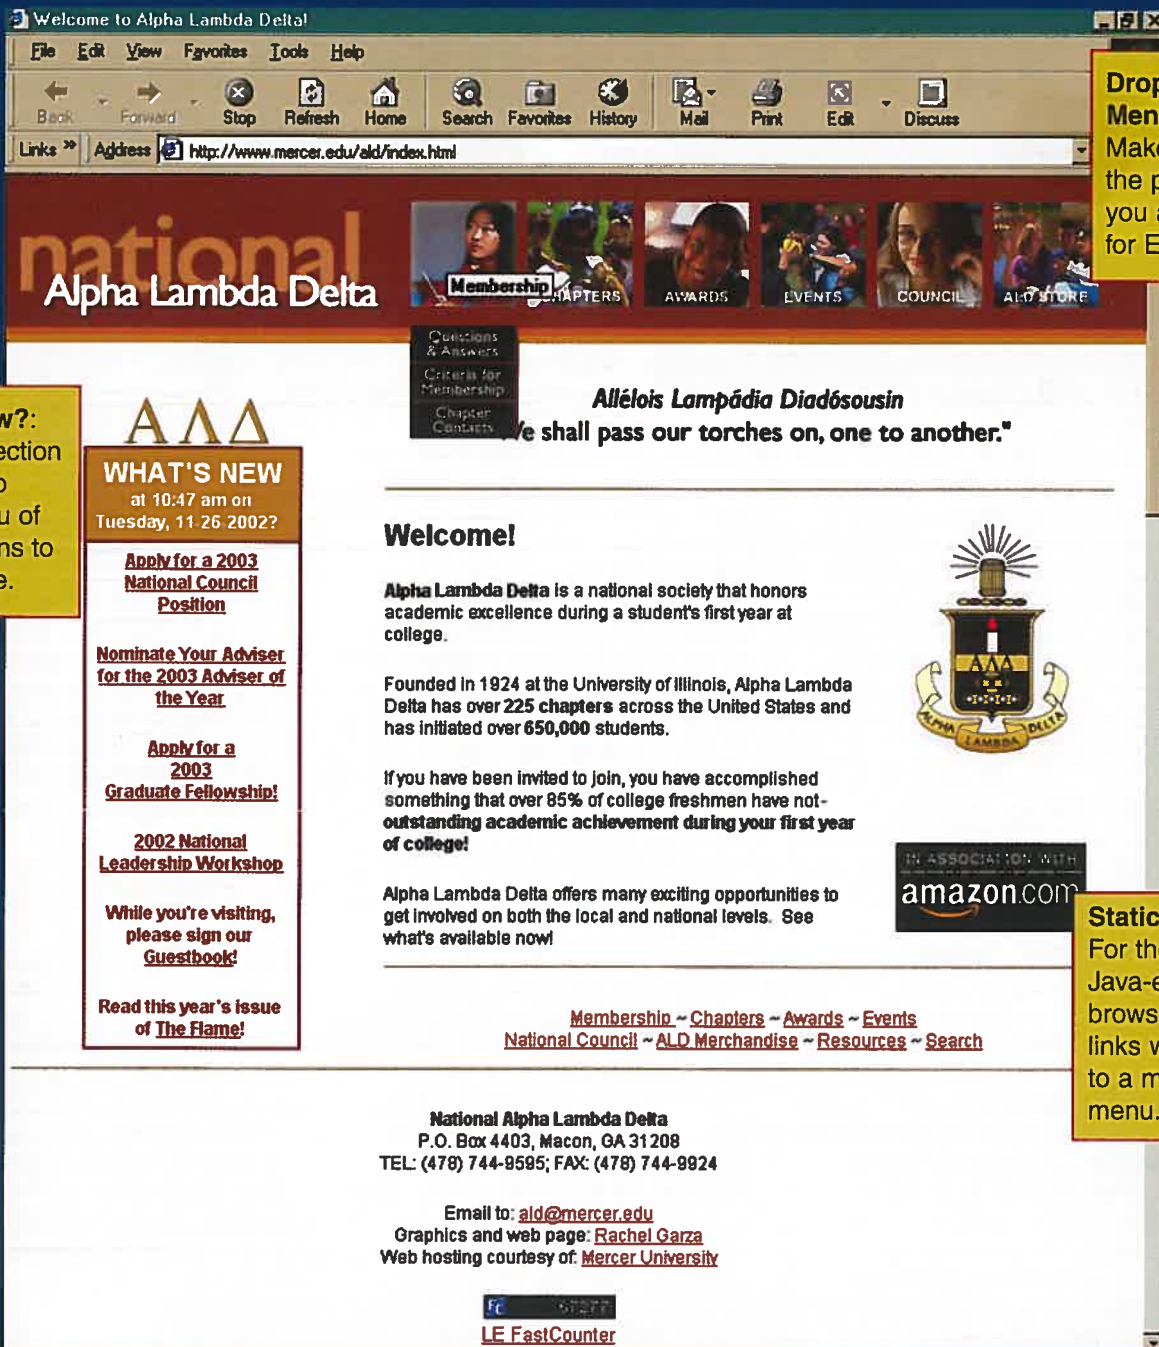 Welcome to Alpha Lambda Delta!
File Edit View Favorites Tools Help
Back Forward Stop Refresh Home Search Favorites History Mail Print Edit Discuss
Links » Address http://www.mercer.edu/ald/index.html
national
Alpha Lambda Delta
Membership CHAPTERS AWARDS EVENTS COUNCIL ALD STORE
Questions
& Answers
Criteria for
Membership
Chapter
Contacts
Allélois Lampádia Diadósousin
e shall pass our torches on, one to another."
ΑΛΔ
WHAT'S NEW
at 10:47 am on
Tuesday, 11-26-2002?
Apply for a 2003
National Council
Position
Nominate Your Adviser
for the 2003 Adviser of
the Year
Apply for a
2003
Graduate Fellowship!
2002 National
Leadership Workshop
While you're visiting,
please sign our
Guestbook!
Read this year's issue
of The Flame!
Welcome!
Alpha Lambda Delta is a national society that honors
academic excellence during a student's first year at
college.
Founded in 1924 at the University of Illinois, Alpha Lambda
Delta has over 225 chapters across the United States and
has initiated over 650,000 students.
If you have been invited to join, you have accomplished
something that over 85% of college freshmen have not-
outstanding academic achievement during your first year
of college!
Alpha Lambda Delta offers many exciting opportunities to
get involved on both the local and national levels. See
what's available now!
ΑΛΔ
ALPHA LAMBDA DELTA
IN ASSOCIATION WITH
amazon.com
Membership ~ Chapters ~ Awards ~ Events
National Council ~ ALD Merchandise ~ Resources ~ Search
National Alpha Lambda Delta
P.O. Box 4403, Macon, GA 31208
TEL: (478) 744-9595; FAX: (478) 744-9924
Email to: ald@mercer.edu
Graphics and web page: Rachel Garza
Web hosting courtesy of: Mercer University
FC
LE FastCounter
Drop
Men
Make
the p
you a
for E
w?:
ection
o
u of
ns to
e.
Static
For the
Java-e
brows
links w
to a m
menu.